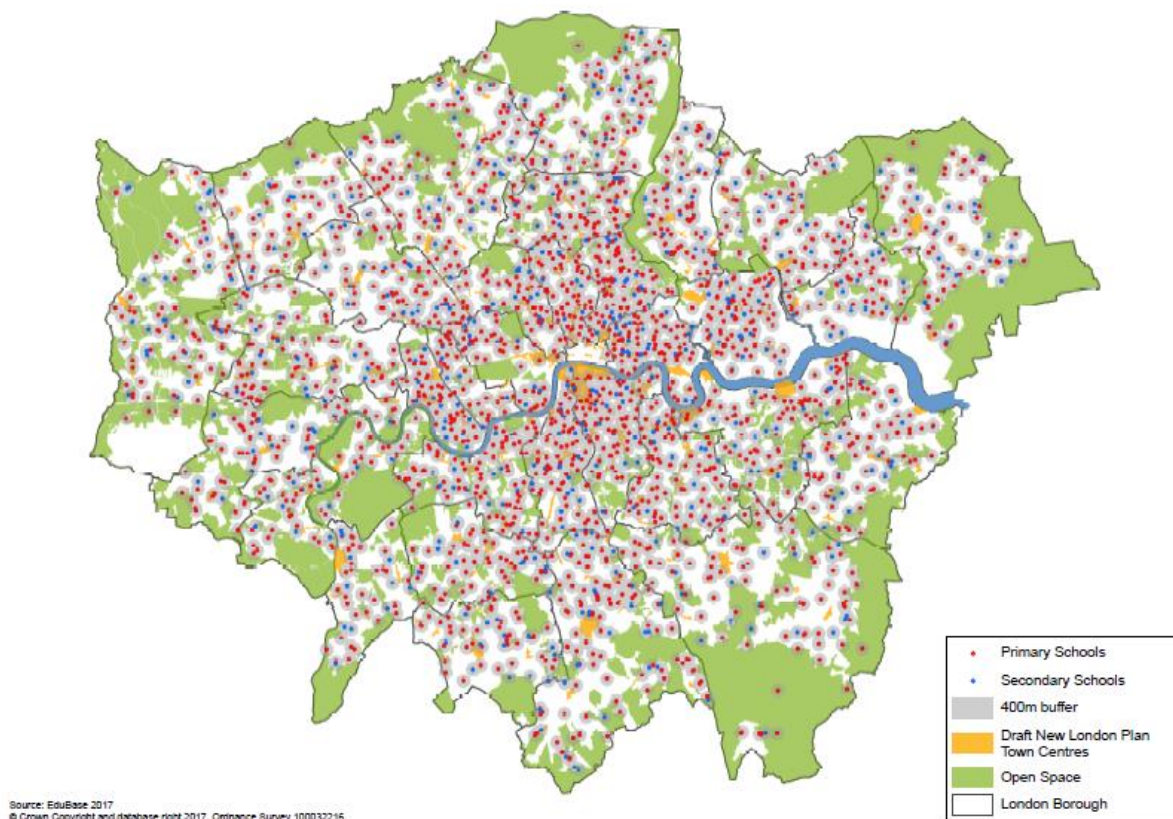 Primary Schools
Secondary Schools
400m buffer
Draft New London Plan
Town Centres
Open Space
London Borough
Source: EduBase 2017
© Crown Copyright and database right 2017. Ordnance Survey 100032216